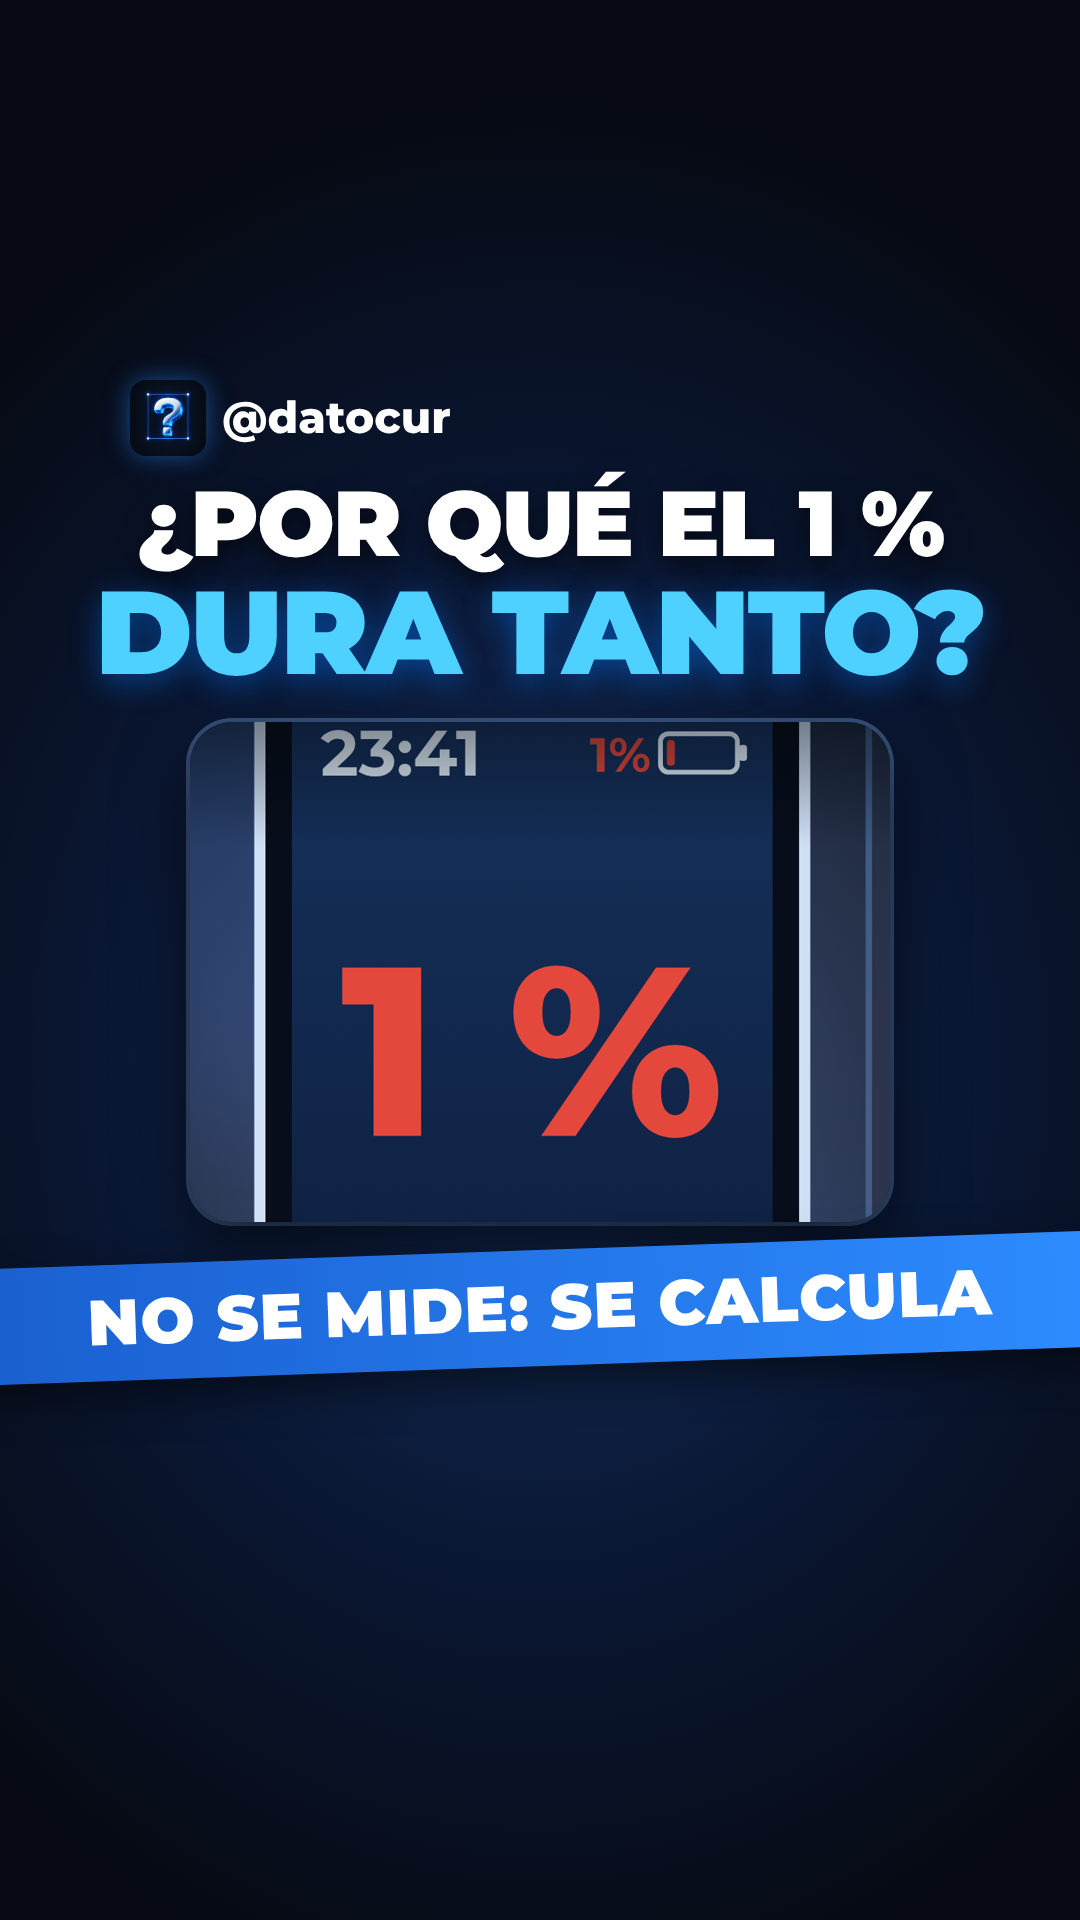 @datocur
¿POR QUÉ EL 1 %
DURA TANTO?
23:41 1%
1 %
NO SE MIDE: SE CALCULA